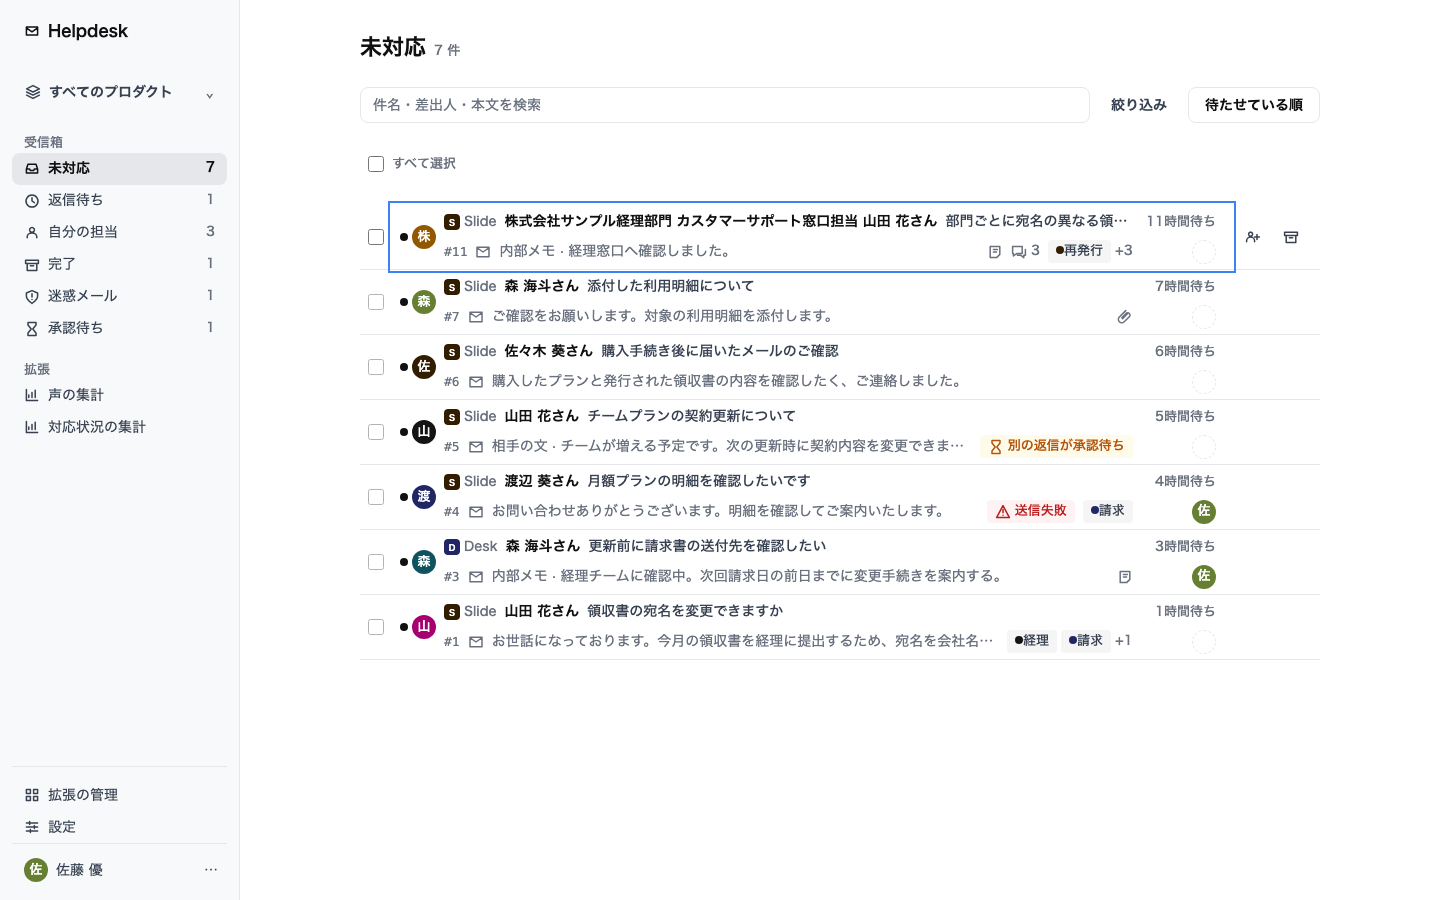 Helpdesk
すべてのプロダクト
受信箱
未対応 7
返信待ち 1
自分の担当 3
完了 1
迷惑メール 1
承認待ち 1
拡張
声の集計
対応状況の集計
拡張の管理
設定
佐 佐藤 優 …
未対応 7 件
件名・差出人・本文を検索 絞り込み 待たせている順
すべて選択
株 S Slide 株式会社サンプル経理部門 カスタマーサポート窓口担当 山田 花さん 部門ごとに宛名の異なる領… 11時間待ち
#11 内部メモ · 経理窓口へ確認しました。 3 再発行 +3
森 S Slide 森 海斗さん 添付した利用明細について 7時間待ち
#7 ご確認をお願いします。対象の利用明細を添付します。
佐 S Slide 佐々木 葵さん 購入手続き後に届いたメールのご確認 6時間待ち
#6 購入したプランと発行された領収書の内容を確認したく、ご連絡しました。
山 S Slide 山田 花さん チームプランの契約更新について 5時間待ち
#5 相手の文 · チームが増える予定です。次の更新時に契約内容を変更できま… 別の返信が承認待ち
渡 S Slide 渡辺 葵さん 月額プランの明細を確認したいです 4時間待ち
#4 お問い合わせありがとうございます。明細を確認してご案内いたします。 送信失敗 請求 佐
森 D Desk 森 海斗さん 更新前に請求書の送付先を確認したい 3時間待ち
#3 内部メモ · 経理チームに確認中。次回請求日の前日までに変更手続きを案内する。 佐
山 S Slide 山田 花さん 領収書の宛名を変更できますか 1時間待ち
#1 お世話になっております。今月の領収書を経理に提出するため、宛名を会社名… 経理 請求 +1